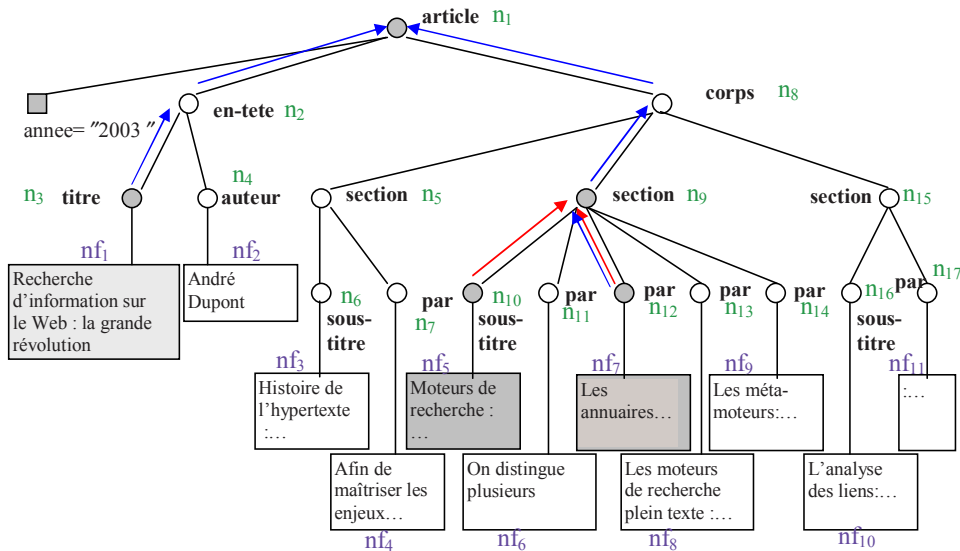 article n1
corps n8
annee= ″2003 ″
en-tete n2
n3 titre
n4
auteur
section n5
section n9
section n15
nf1
nf2
Recherche
d’information sur
le Web : la grande
révolution
André
Dupont
n6
sous-
titre
par
n7
n10
sous-
titre
par
n11
par
n12
par
n13
par
n14
n16
sous-
titre
n17
par
nf3
nf5
nf7
nf9
nf11
Histoire de
l’hypertexte
:…
Moteurs de
recherche :
…
Les
annuaires…
Les méta-
moteurs:…
:…
Afin de
maîtriser les
enjeux…
On distingue
plusieurs
Les moteurs
de recherche
plein texte :…
L’analyse
des liens:…
nf4
nf6
nf8
nf10